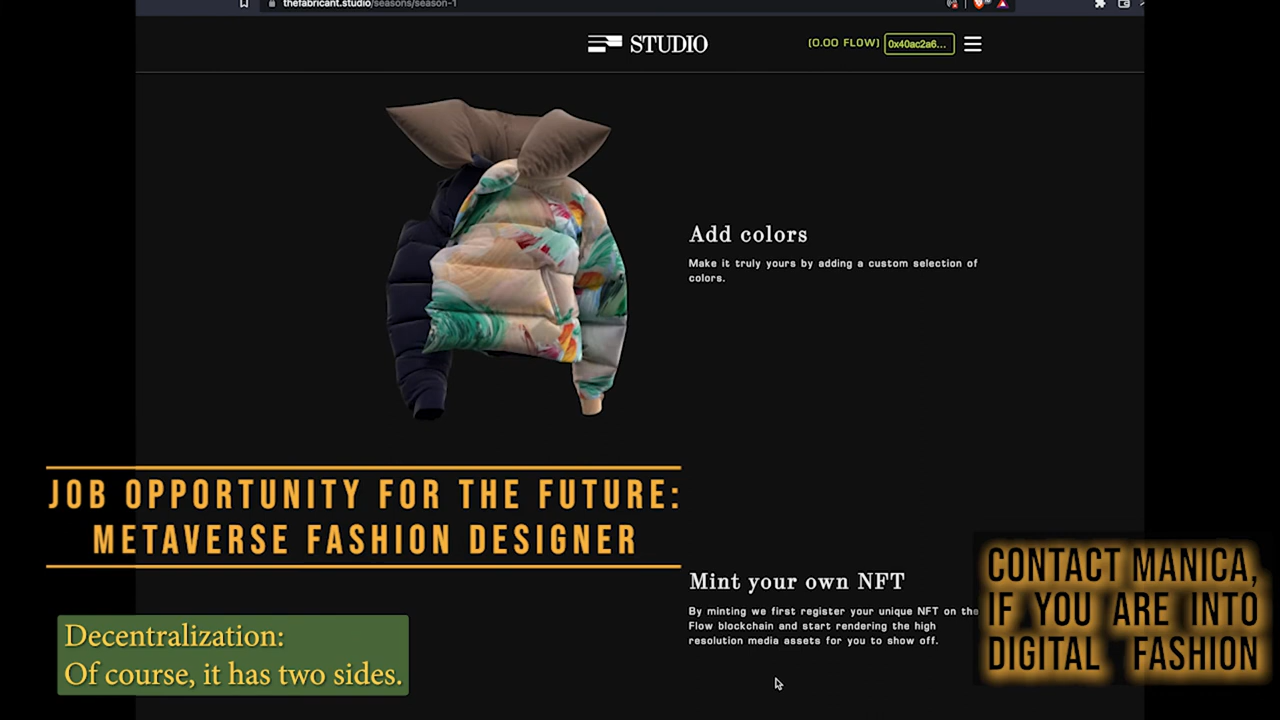 thefabricant.studio/seasons/season-1
STUDIO
(0.00 FLOW) 0x40ac2a6...
Add colors
Make it truly yours by adding a custom selection of
colors.
JOB OPPORTUNITY FOR THE FUTURE:
METAVERSE FASHION DESIGNER
Mint your own NFT
By minting we first register your unique NFT on the
Flow blockchain and start rendering the high
resolution media assets for you to show off.
CONTACT MANICA,
IF YOU ARE INTO
DIGITAL FASHION
Decentralization:
Of course, it has two sides.